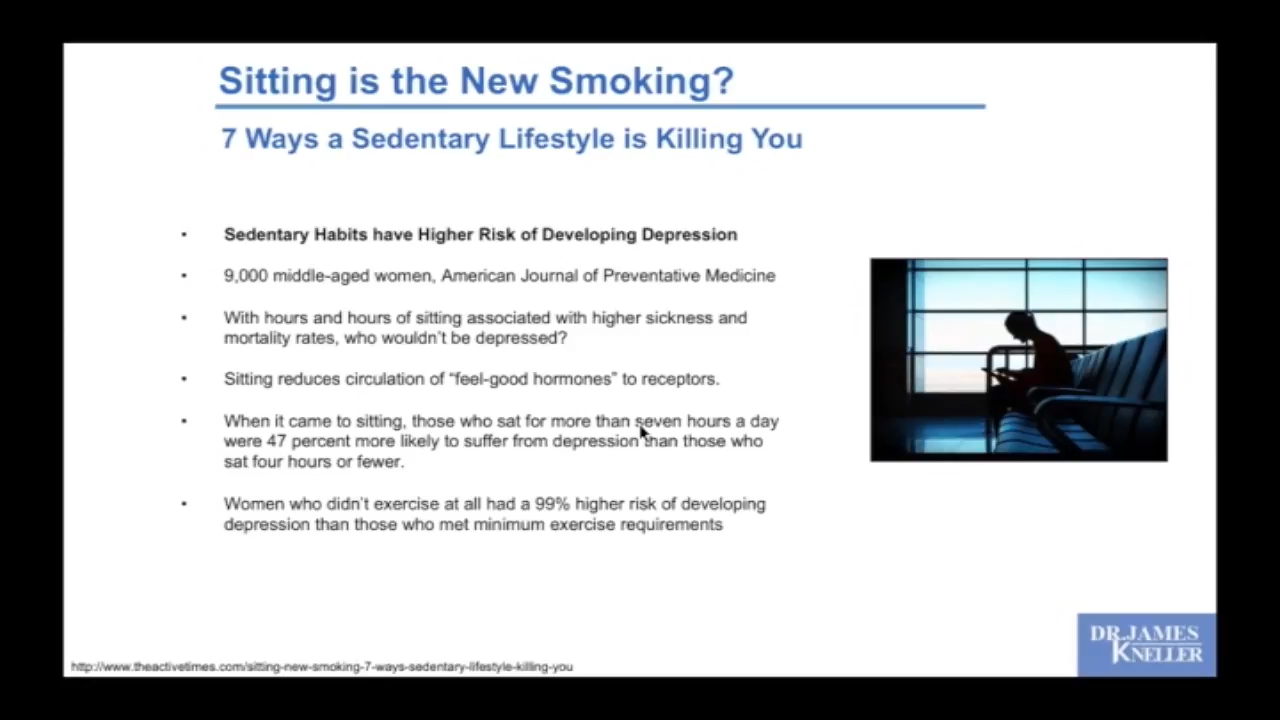 Sitting is the New Smoking?
7 Ways a Sedentary Lifestyle is Killing You
• Sedentary Habits have Higher Risk of Developing Depression
• 9,000 middle-aged women, American Journal of Preventative Medicine
• With hours and hours of sitting associated with higher sickness and
mortality rates, who wouldn't be depressed?
• Sitting reduces circulation of “feel-good hormones” to receptors.
• When it came to sitting, those who sat for more than seven hours a day
were 47 percent more likely to suffer from depression than those who
sat four hours or fewer.
• Women who didn't exercise at all had a 99% higher risk of developing
depression than those who met minimum exercise requirements
http://www.theactivetimes.com/sitting-new-smoking-7-ways-sedentary-lifestyle-killing-you
DR.JAMES
KNELLER